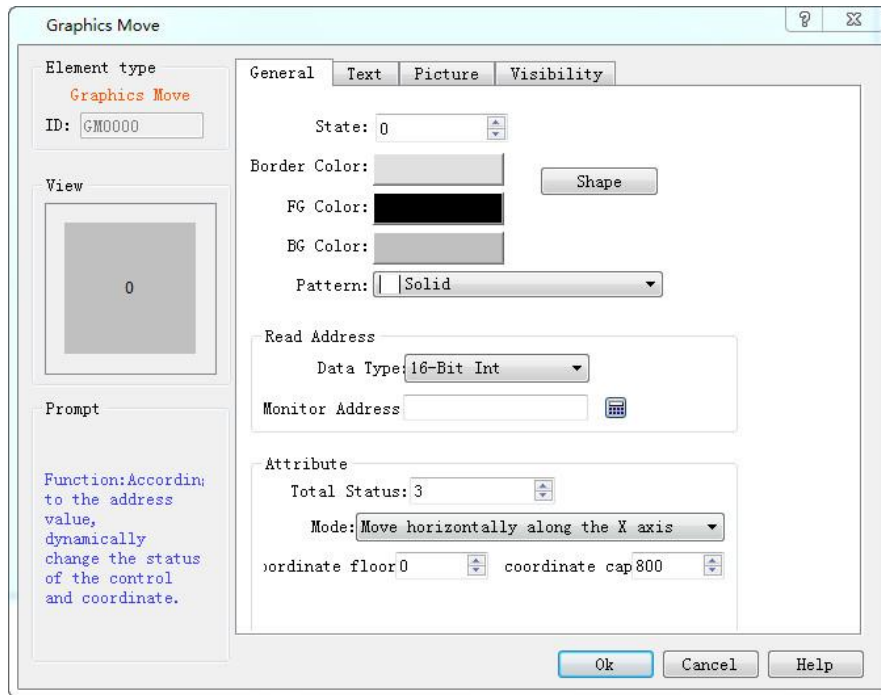 Graphics Move
Element type
Graphics Move
ID: GM0000
View
0
Prompt
Function:Accordin
to the address
value,
dynamically
change the status
of the control
and coordinate.
General Text Picture Visibility
State: 0
Border Color:
Shape
FG Color:
BG Color:
Pattern: Solid
Read Address
Data Type: 16-Bit Int
Monitor Address
Attribute
Total Status: 3
Mode: Move horizontally along the X axis
ordinate floor 0 coordinate cap 800
Ok Cancel Help